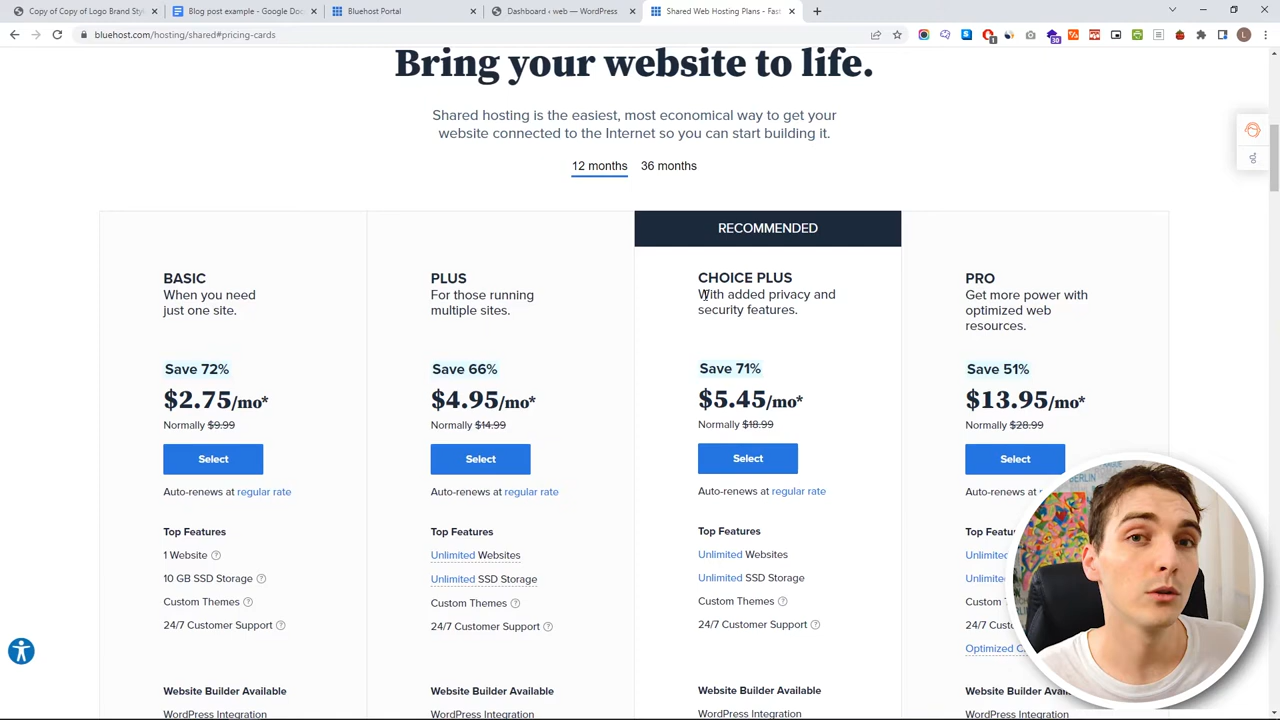 Copy of Copy of Logo Brand Styl
Blog post example - Google Doc
Bluehost Portal
Dashboard ‹ web — WordPress
Shared Web Hosting Plans - Fas
bluehost.com/hosting/shared#pricing-cards
Bring your website to life.
Shared hosting is the easiest, most economical way to get your
website connected to the Internet so you can start building it.
12 months
36 months
RECOMMENDED
BASIC
When you need
just one site.
Save 72%
$2.75/mo*
Normally $9.99
Select
Auto-renews at regular rate
Top Features
1 Website
10 GB SSD Storage
Custom Themes
24/7 Customer Support
Website Builder Available
WordPress Integration
PLUS
For those running
multiple sites.
Save 66%
$4.95/mo*
Normally $14.99
Select
Auto-renews at regular rate
Top Features
Unlimited Websites
Unlimited SSD Storage
Custom Themes
24/7 Customer Support
Website Builder Available
WordPress Integration
CHOICE PLUS
With added privacy and
security features.
Save 71%
$5.45/mo*
Normally $18.99
Select
Auto-renews at regular rate
Top Features
Unlimited Websites
Unlimited SSD Storage
Custom Themes
24/7 Customer Support
Website Builder Available
WordPress Integration
PRO
Get more power with
optimized web
resources.
Save 51%
$13.95/mo*
Normally $28.99
Select
Auto-renews at
Top Featu
Unlimited
Unlimite
Custom
24/7 Custo
Optimized C
Website Builder Available
WordPress Integration